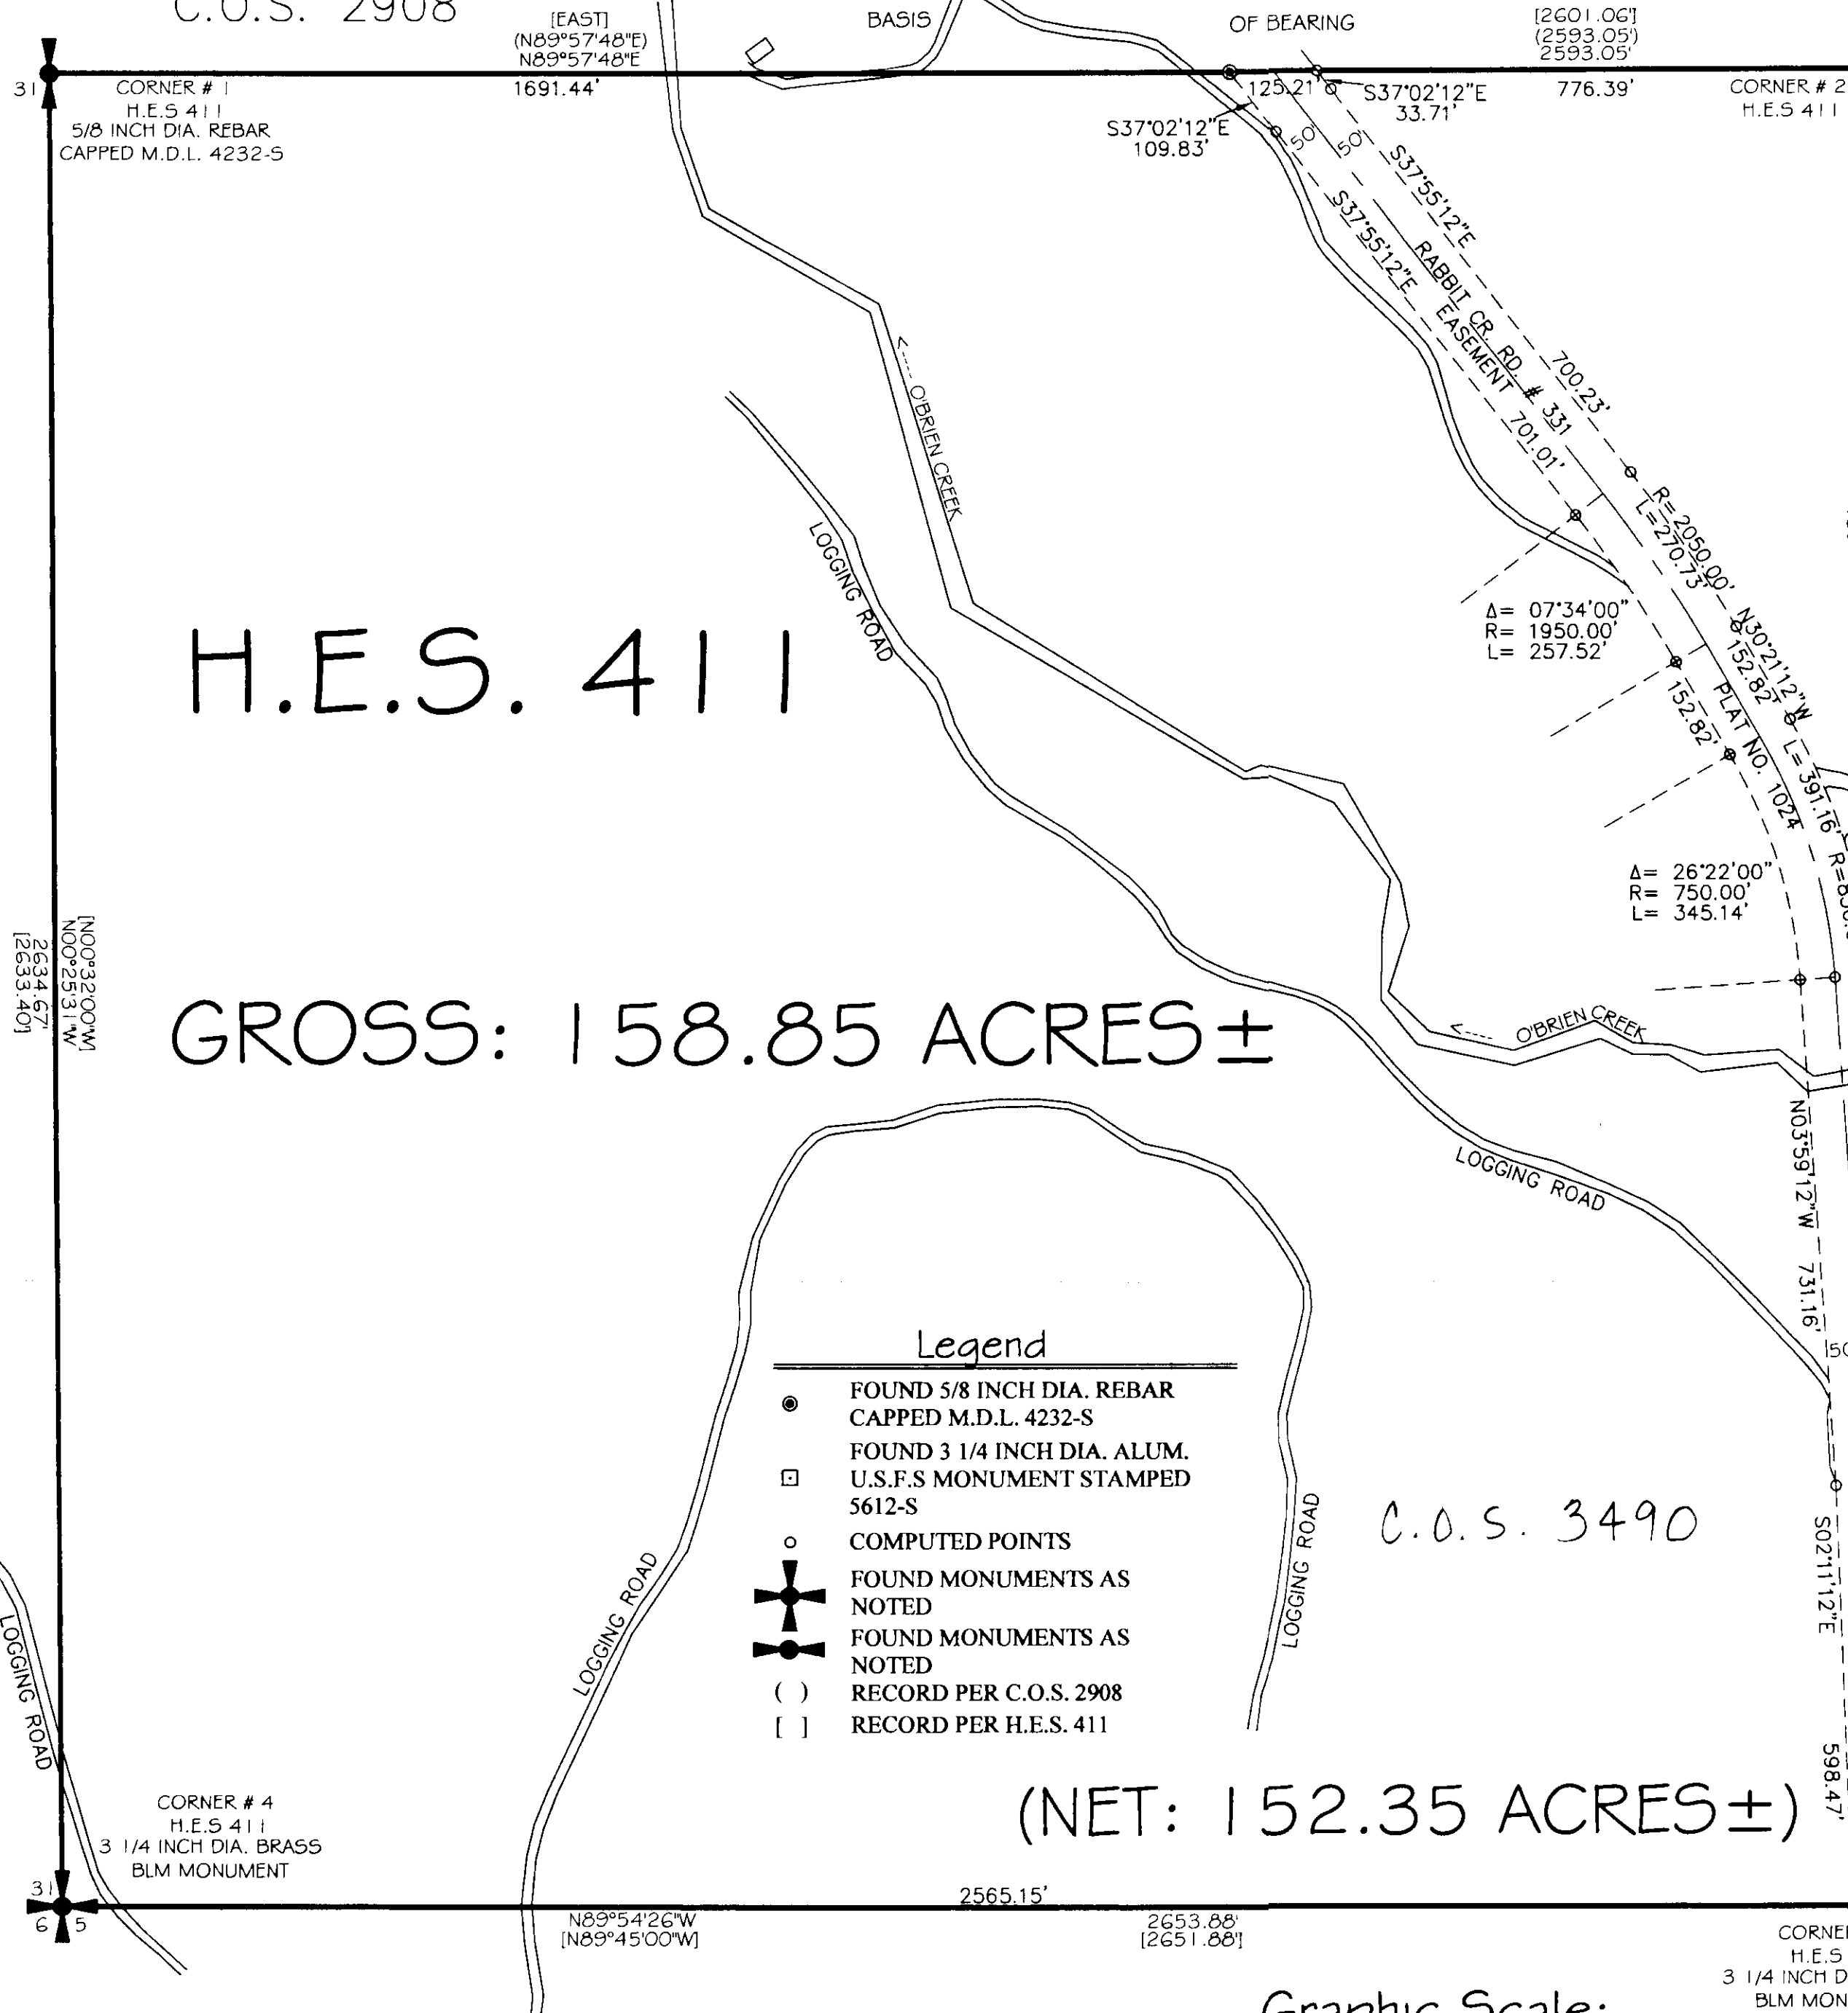 C.O.S. 2908
[EAST]
(N89°57'48"E)
N89°57'48"E
1691.44'
BASIS
OF BEARING
[2601.06']
(2593.05')
2593.05'
31
CORNER # 1
H.E.S 411
5/8 INCH DIA. REBAR
CAPPED M.D.L. 4232-S
125.21'
S37°02'12"E
33.71'
776.39'
CORNER # 2
H.E.S 411
S37°02'12"E
109.83'
50'
50'
S37°55'12"E
S37°55'12"E
RABBIT CR. RD. # 331
EASEMENT
700.23'
701.01'
O'BRIEN CREEK
LOGGING ROAD
R= 2050.00'
L=270.73'
Δ= 07°34'00"
R= 1950.00'
L= 257.52'
N30°21'12"W
152.82'
152.82'
PLAT NO. 1024
L= 391.16'
H.E.S. 411
Δ= 26°22'00"
R= 750.00'
L= 345.14'
[N00°32'00"W]
N00°25'31"W
2634.67'
[2633.40']
GROSS: 158.85 ACRES±
O'BRIEN CREEK
N03°59'12"W 731.16'
LOGGING ROAD
Legend
FOUND 5/8 INCH DIA. REBAR
CAPPED M.D.L. 4232-S
FOUND 3 1/4 INCH DIA. ALUM.
U.S.F.S MONUMENT STAMPED
5612-S
COMPUTED POINTS
FOUND MONUMENTS AS
NOTED
FOUND MONUMENTS AS
NOTED
( ) RECORD PER C.O.S. 2908
[ ] RECORD PER H.E.S. 411
LOGGING ROAD
LOGGING ROAD
LOGGING ROAD
C.O.S. 3490
S02°11'12"E
598.47'
(NET: 152.35 ACRES±)
CORNER # 4
H.E.S 411
3 1/4 INCH DIA. BRASS
BLM MONUMENT
31
6 5
2565.15'
N89°54'26"W
[N89°45'00"W]
2653.88'
[2651.88']
CORNE
H.E.S
3 1/4 INCH D
BLM MON
Graphic Scale: